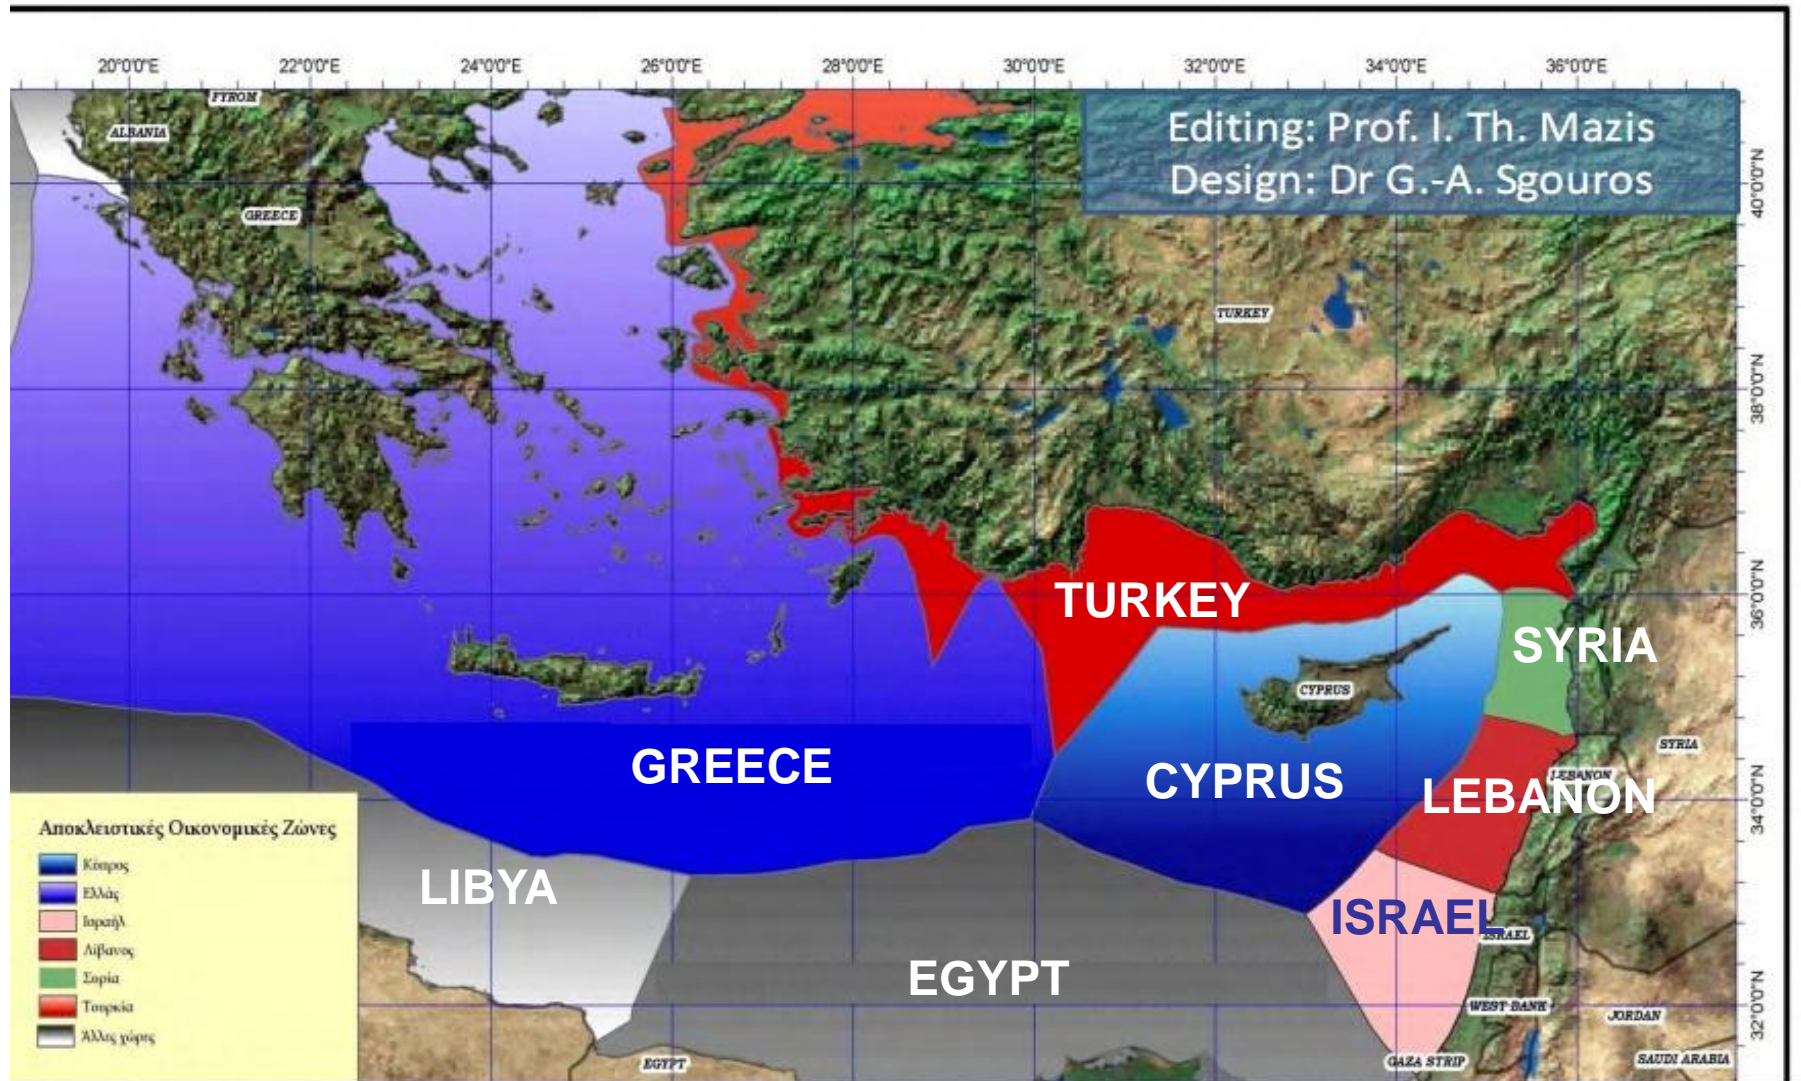 20°0'0"E 22°0'0"E 24°0'0"E 26°0'0"E 28°0'0"E 30°0'0"E 32°0'0"E 34°0'0"E 36°0'0"E
FYROM
ALBANIA
GREECE
Editing: Prof. I. Th. Mazis
Design: Dr G.-A. Sgouros
40°0'0"N
TURKEY
38°0'0"N
TURKEY
36°0'0"N
SYRIA
CYPRUS
GREECE
CYPRUS
SYRIA
LEBANON
LEBANON
34°0'0"N
Αποκλειστικές Οικονομικές Ζώνες
Κύπρος
Ελλάς
Ισραήλ
Λίβανος
Συρία
Τουρκία
Άλλες χώρες
LIBYA
ISRAEL
ISRAEL
EGYPT
WEST BANK
JORDAN
32°0'0"N
EGYPT
GAZA STRIP
SAUDI ARABIA